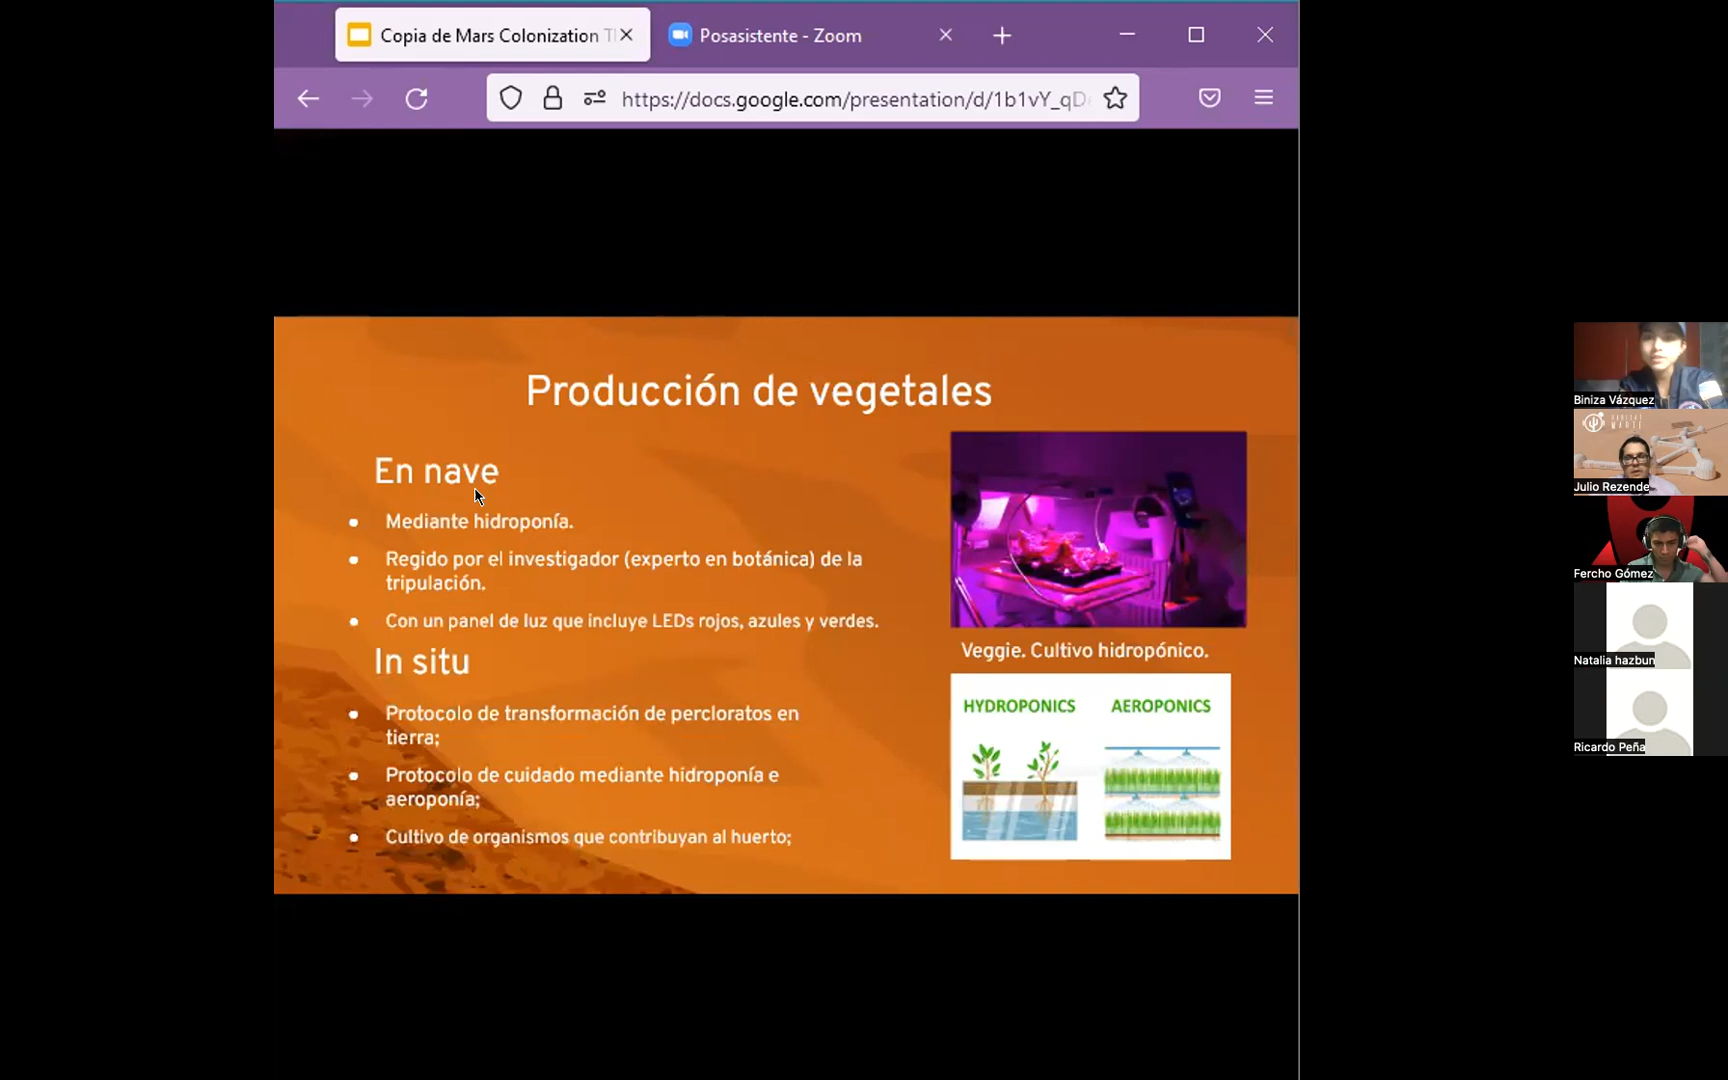 Copia de Mars Colonization T
Posasistente - Zoom
https://docs.google.com/presentation/d/1b1vY_qD
Producción de vegetales
En nave
Mediante hidroponía.
Regido por el investigador (experto en botánica) de la
tripulación.
Con un panel de luz que incluye LEDs rojos, azules y verdes.
In situ
Protocolo de transformación de percloratos en
tierra;
Protocolo de cuidado mediante hidroponía e
aeroponía;
Cultivo de organismos que contribuyan al huerto;
Veggie. Cultivo hidropónico.
HYDROPONICS
AEROPONICS
Biniza Vázquez
Julio Rezende
Fercho Gómez
Natalia hazbun
Ricardo Peña